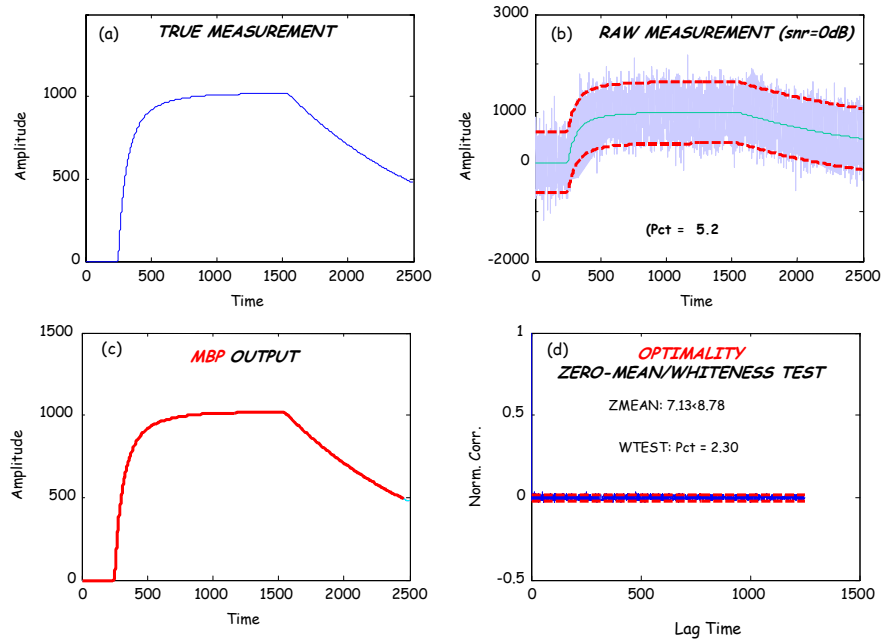 (a)
TRUE MEASUREMENT
1000
500
0
Amplitude
0
500
1000
1500
2000
2500
Time
(b)
RAW MEASUREMENT (snr=0dB)
3000
1000
0
-2000
Amplitude
(Pct = 5.2
0
500
1000
1500
2000
2500
Time
(c)
MBP OUTPUT
1500
1000
500
0
Amplitude
0
500
1000
1500
2000
2500
Time
(d)
OPTIMALITY
ZERO-MEAN/WHITENESS TEST
ZMEAN: 7.13<8.78
WTEST: Pct = 2.30
1
0.5
0
-0.5
Norm. Corr.
0
500
1000
1500
Lag Time